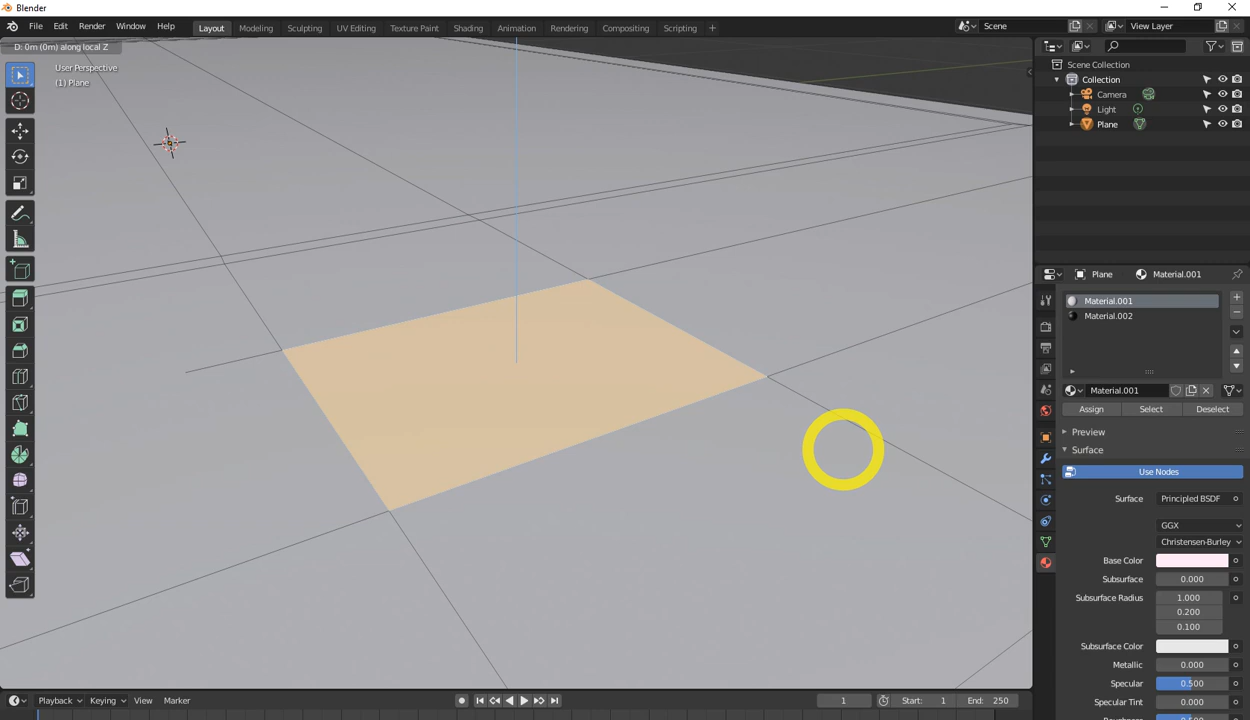 Blender
File Edit Render Window Help Layout Modeling Sculpting UV Editing Texture Paint Shading Animation Rendering Compositing Scripting + Scene View Layer
D: 0m (0m) along local Z
User Perspective
(1) Plane
Scene Collection
Collection
Camera
Light
Plane
Plane Material.001
Material.001
Material.002
Material.001
Assign Select Deselect
Preview
Surface
Use Nodes
Surface Principled BSDF
GGX
Christensen-Burley
Base Color
Subsurface 0.000
Subsurface Radius 1.000
0.200
0.100
Subsurface Color
Metallic 0.000
Specular 0.500
Specular Tint 0.000
Playback Keying View Marker 1 Start: 1 End: 250